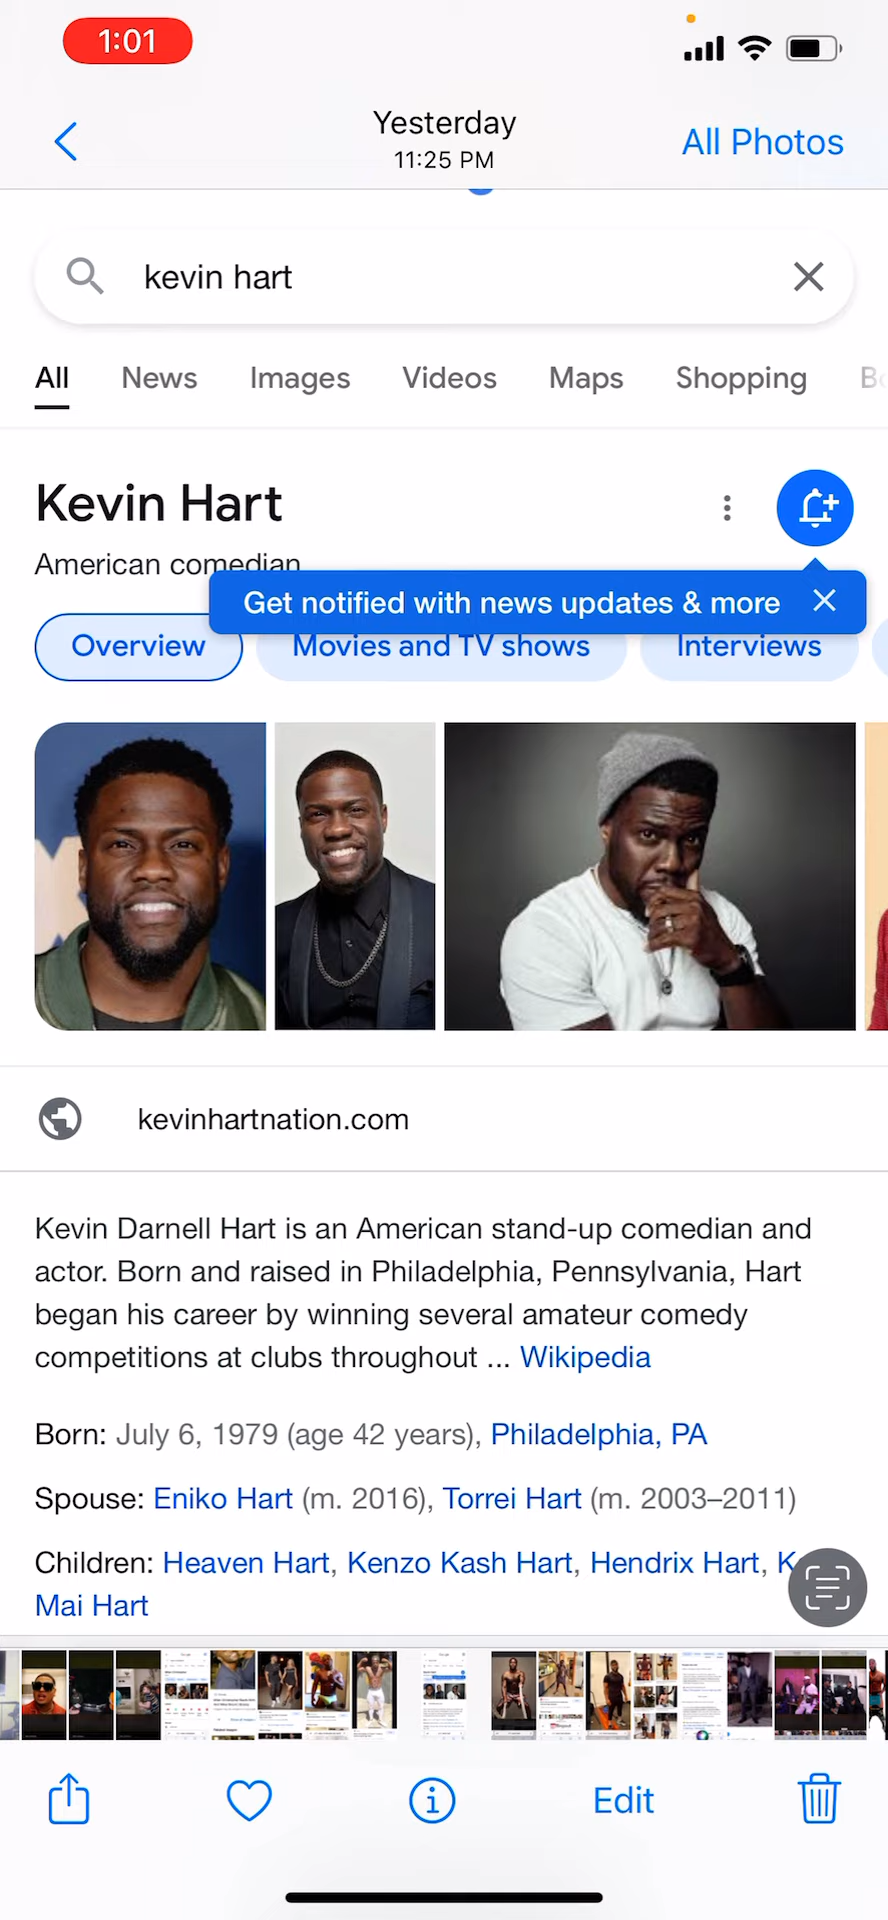 1:01
Yesterday
11:25 PM
All Photos
kevin hart
All News Images Videos Maps Shopping
Kevin Hart
American comedian
Get notified with news updates & more
Overview Movies and TV shows Interviews
kevinhartnation.com
Kevin Darnell Hart is an American stand-up comedian and
actor. Born and raised in Philadelphia, Pennsylvania, Hart
began his career by winning several amateur comedy
competitions at clubs throughout ... Wikipedia
Born: July 6, 1979 (age 42 years), Philadelphia, PA
Spouse: Eniko Hart (m. 2016), Torrei Hart (m. 2003–2011)
Children: Heaven Hart, Kenzo Kash Hart, Hendrix Hart, K
Mai Hart
Edit